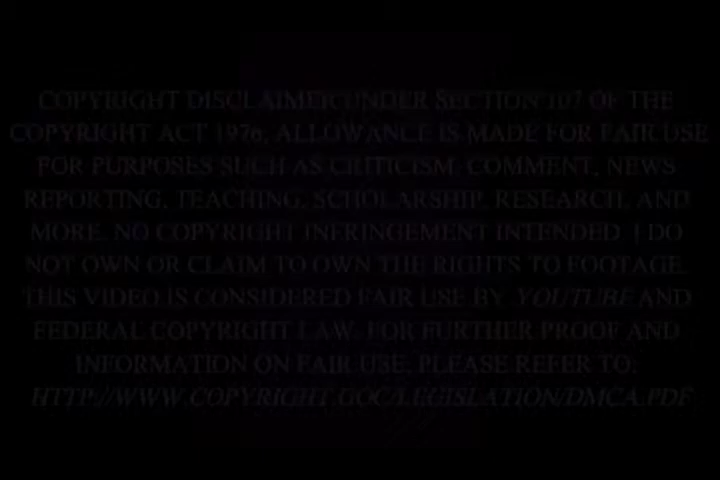 COPYRIGHT DISCLAIMER UNDER SECTION 107 OF THE
COPYRIGHT ACT 1976, ALLOWANCE IS MADE FOR FAIR USE
FOR PURPOSES SUCH AS CRITICISM, COMMENT, NEWS
REPORTING, TEACHING, SCHOLARSHIP, RESEARCH, AND
MORE. NO COPYRIGHT INFRINGEMENT INTENDED. I DO
NOT OWN OR CLAIM TO OWN THE RIGHTS TO FOOTAGE.
THIS VIDEO IS CONSIDERED FAIR USE BY YOUTUBE AND
FEDERAL COPYRIGHT LAW. FOR FURTHER PROOF AND
INFORMATION ON FAIR USE, PLEASE REFER TO:
HTTP://WWW.COPYRIGHT.GOC/LEGISLATION/DMCA.PDF